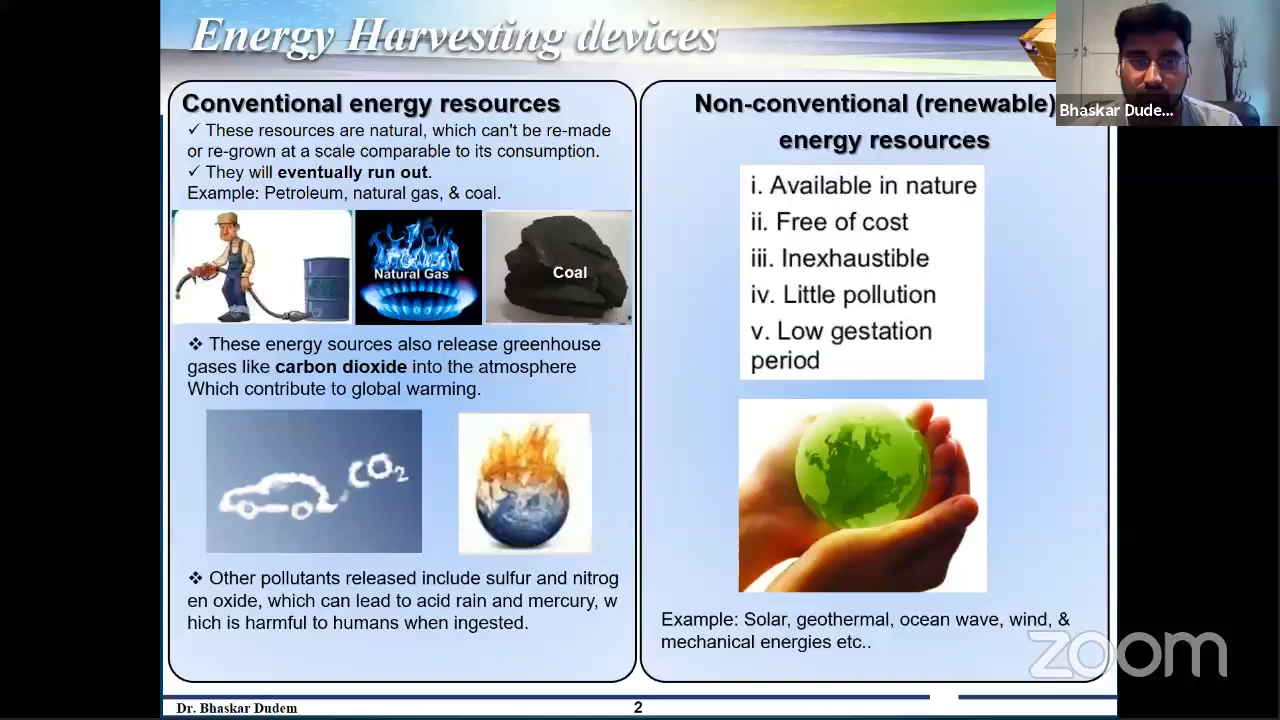 Energy Harvesting devices
Conventional energy resources
✓ These resources are natural, which can't be re-made
or re-grown at a scale comparable to its consumption.
✓ They will eventually run out.
Example: Petroleum, natural gas, & coal.
OIL
Natural Gas
Coal
❖ These energy sources also release greenhouse
gases like carbon dioxide into the atmosphere
Which contribute to global warming.
CO2
❖ Other pollutants released include sulfur and nitrog
en oxide, which can lead to acid rain and mercury, w
hich is harmful to humans when ingested.
Non-conventional (renewable)
energy resources
i. Available in nature
ii. Free of cost
iii. Inexhaustible
iv. Little pollution
v. Low gestation
period
Example: Solar, geothermal, ocean wave, wind, &
mechanical energies etc..
Bhaskar Dude...
zoom
Dr. Bhaskar Dudem
2